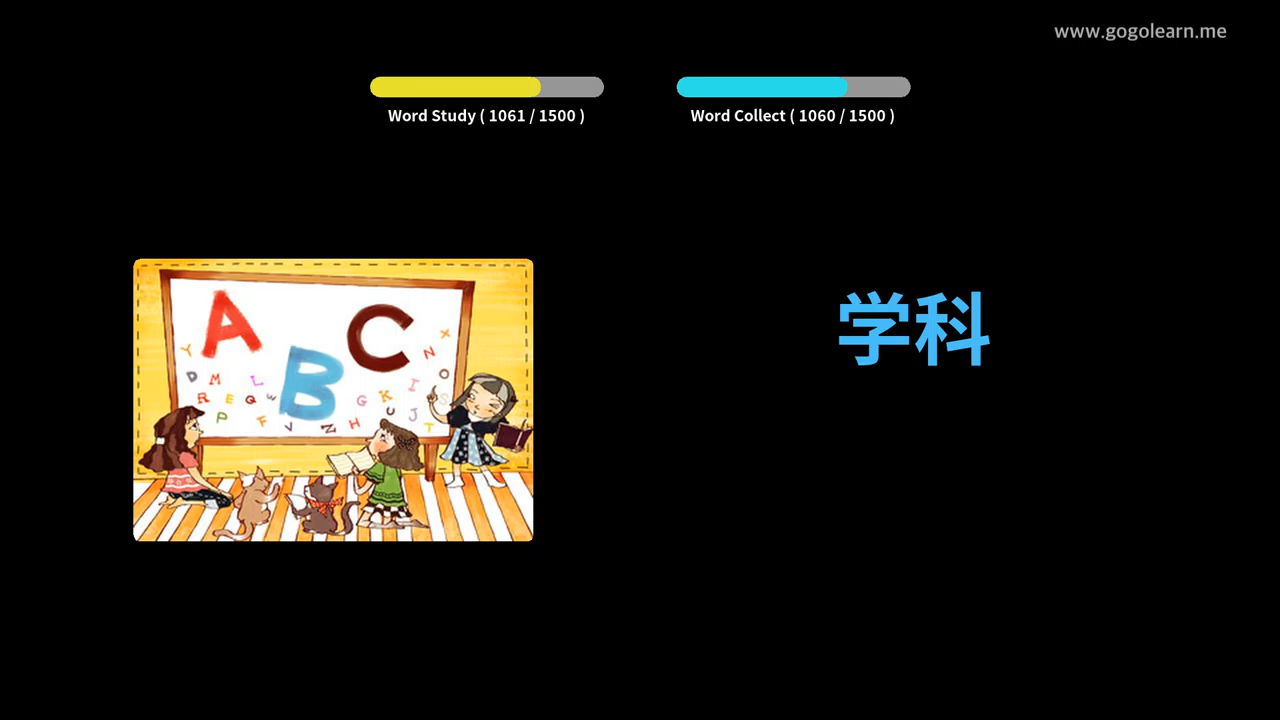 www.gogolearn.me
Word Study ( 1061 / 1500 )
Word Collect ( 1060 / 1500 )
学科
A
B
C
Y
X
N
D
M
L
O
I
R
E
Q
W
G
K
S
P
F
V
Z
H
U
J
T